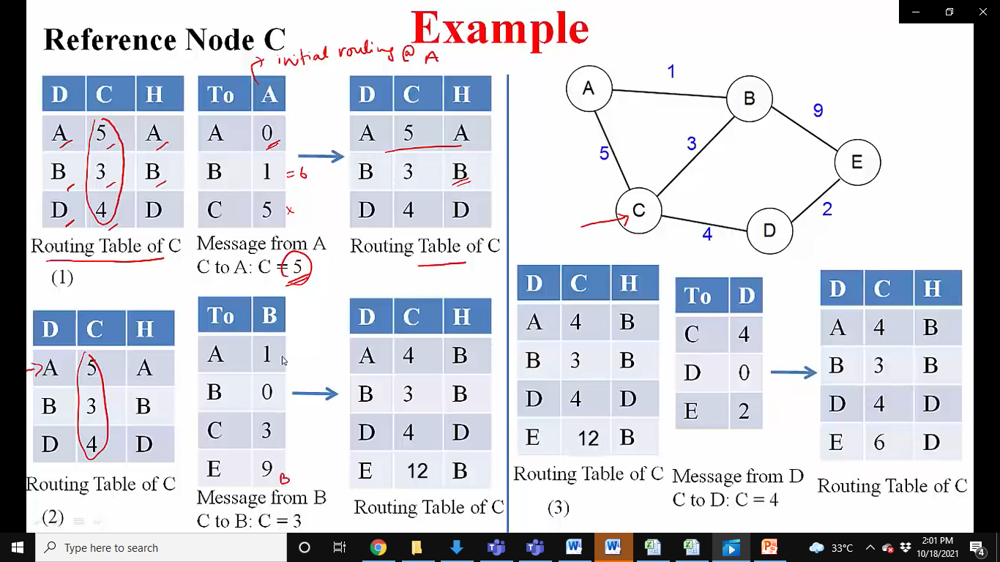 Example
Reference Node C
initial routing @ A
D C H
A 5 A
B 3 B
D 4 D
Routing Table of C
(1)
To A
A 0
B 1 = 6
C 5 x
Message from A
C to A: C = 5
D C H
A 5 A
B 3 B
D 4 D
Routing Table of C
D C H
A 5 A
B 3 B
D 4 D
Routing Table of C
(2)
To B
A 1
B 0
C 3
E 9
B
Message from B
C to B: C = 3
D C H
A 4 B
B 3 B
D 4 D
E 12 B
Routing Table of C
A
1
B
9
3
5
E
C
2
D
4
D C H
A 4 B
B 3 B
D 4 D
E 12 B
Routing Table of C
(3)
To D
C 4
D 0
E 2
Message from D
C to D: C = 4
D C H
A 4 B
B 3 B
D 4 D
E 6 D
Routing Table of C
Type here to search
33°C
2:01 PM
10/18/2021
4